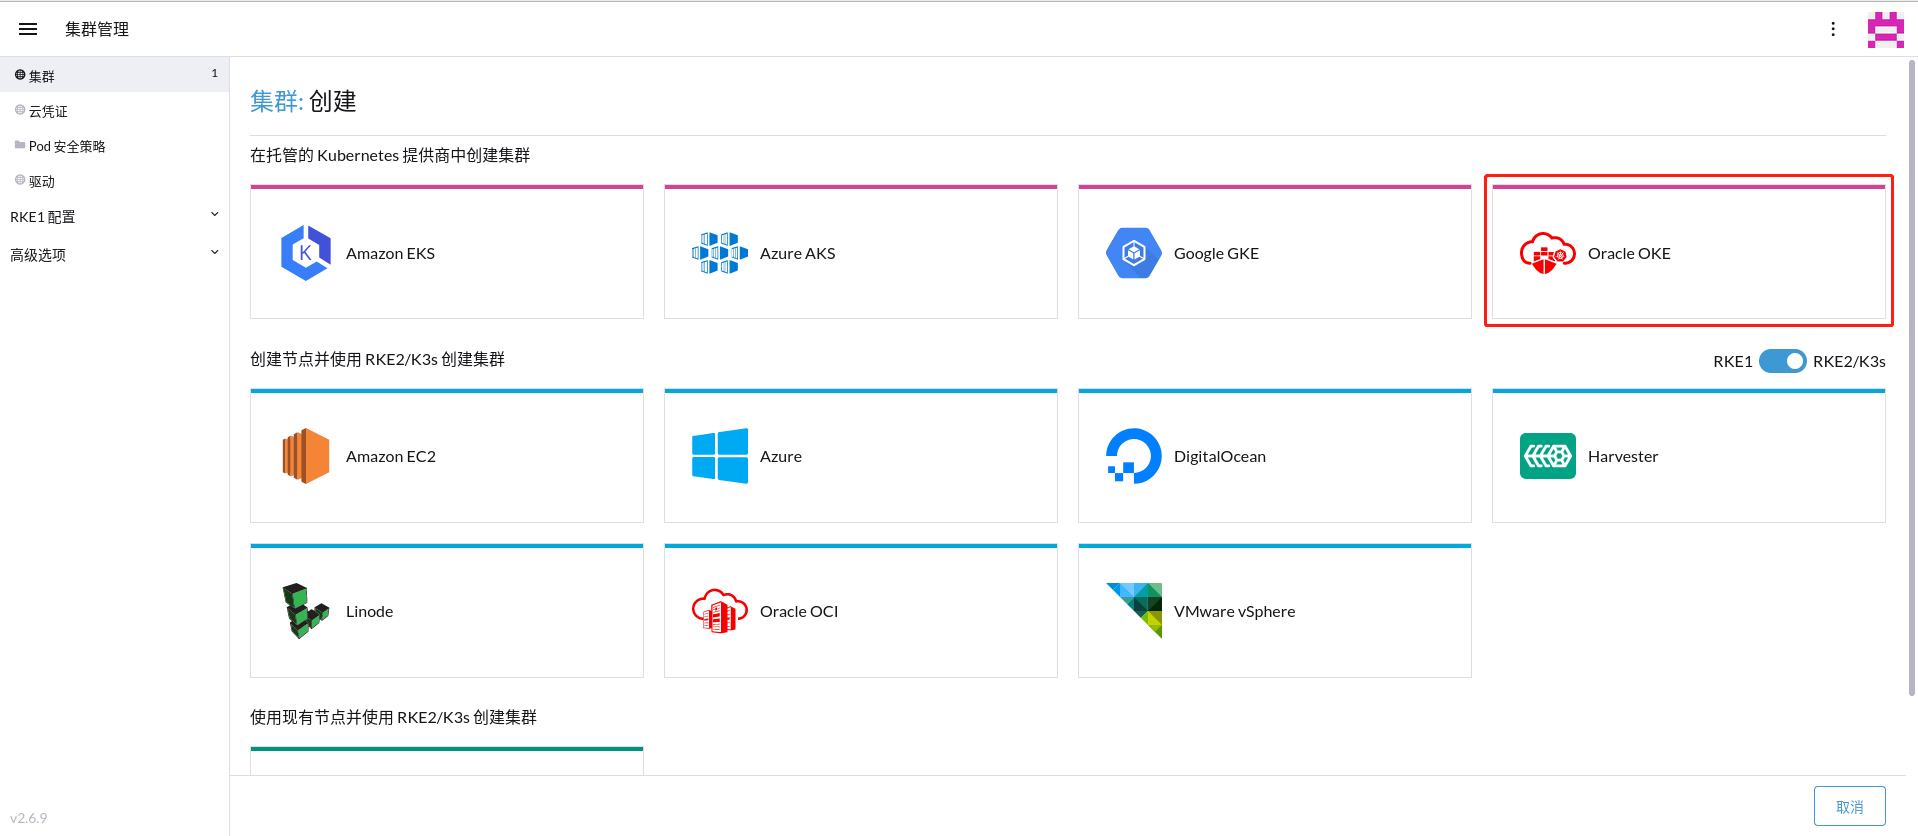 集群管理
集群 1
云凭证
Pod 安全策略
驱动
RKE1 配置
高级选项
v2.6.9
集群: 创建
在托管的 Kubernetes 提供商中创建集群
K
Amazon EKS
Azure AKS
Google GKE
Oracle OKE
创建节点并使用 RKE2/K3s 创建集群
RKE1 RKE2/K3s
Amazon EC2
Azure
DigitalOcean
Harvester
Linode
Oracle OCI
VMware vSphere
使用现有节点并使用 RKE2/K3s 创建集群
取消